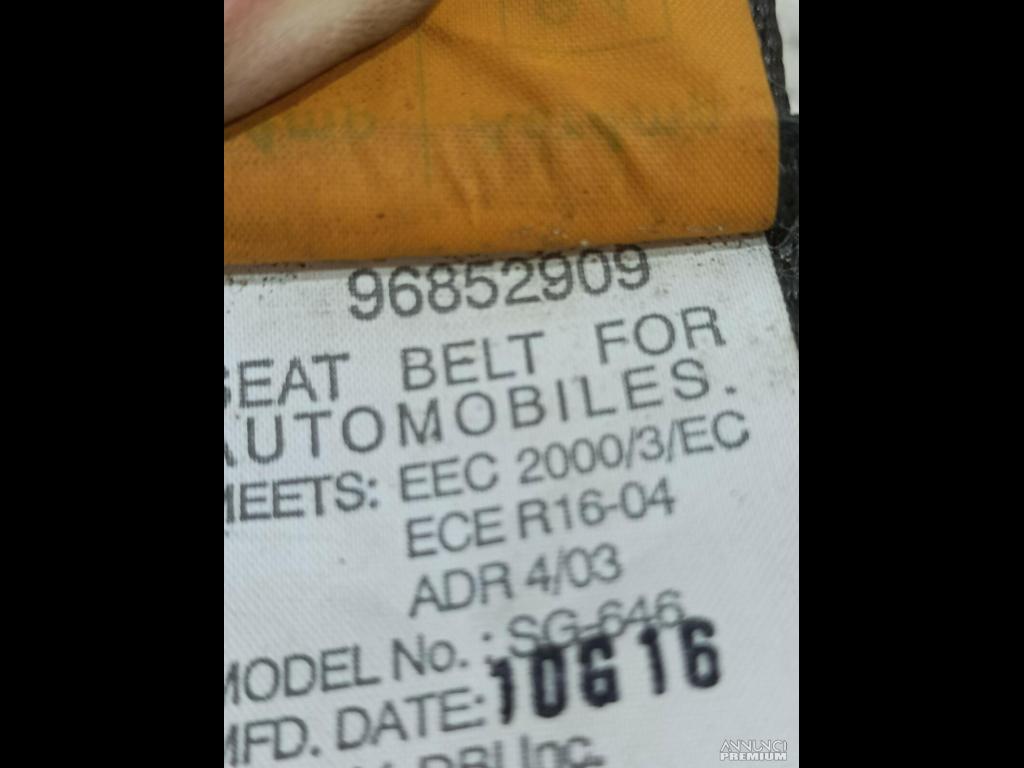 96852909
SEAT BELT FOR
AUTOMOBILES.
MEETS: EEC 2000/3/EC
ECE R16-04
ADR 4/03
MODEL No. : SG-646
MFD. DATE: 10G16
Inc.
ANNUNCI
PREMIUM